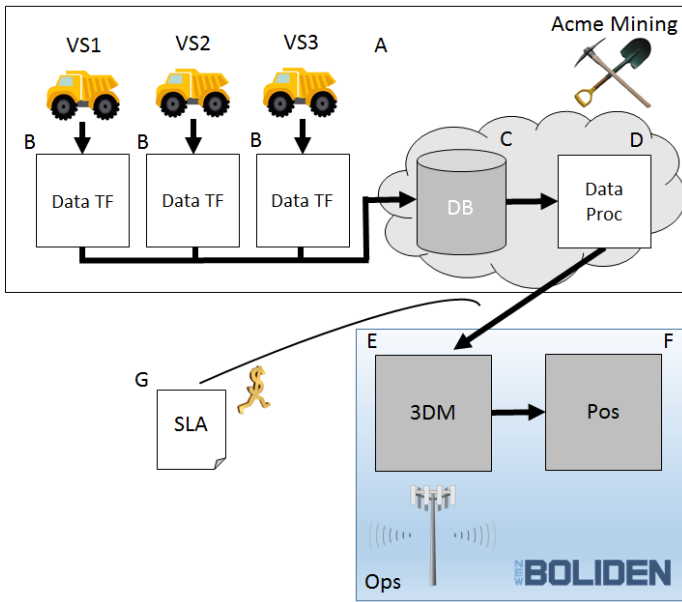 Acme Mining
VS1 VS2 VS3 A
B B B C D
Data TF Data TF Data TF DB Data
Proc
E F
G
SLA 3DM Pos
Ops NEW BOLIDEN